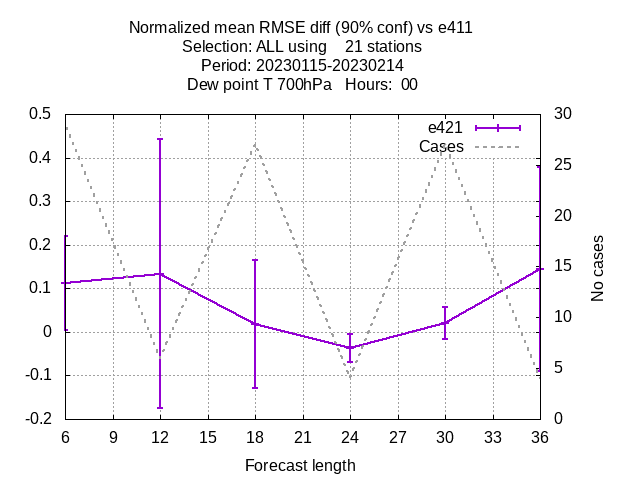 Normalized mean RMSE diff (90% conf) vs e411
Selection: ALL using    21 stations
Period: 20230115-20230214
Dew point T 700hPa   Hours:  00
e421
Cases
0.5
0.4
0.3
0.2
0.1
0
-0.1
-0.2
30
25
20
15
10
5
0
No cases
6 9 12 15 18 21 24 27 30 33 36
Forecast length